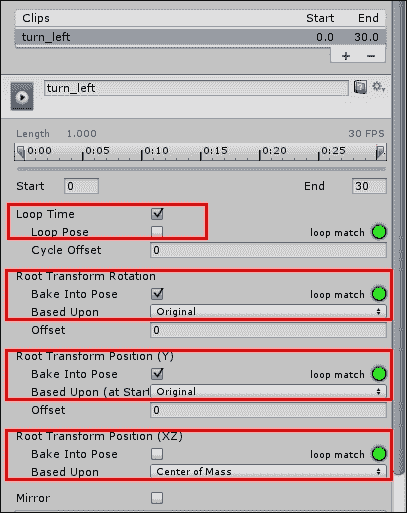 Clips Start End
turn_left 0.0 30.0
+ −
turn_left
Length 1.000 30 FPS
0:00 0:05 0:10 0:15 0:20 0:25
Start 0 End 30
Loop Time
Loop Pose loop match
Cycle Offset 0
Root Transform Rotation
Bake Into Pose loop match
Based Upon Original
Offset 0
Root Transform Position (Y)
Bake Into Pose loop match
Based Upon (at Start Original
Offset 0
Root Transform Position (XZ)
Bake Into Pose loop match
Based Upon Center of Mass
Mirror